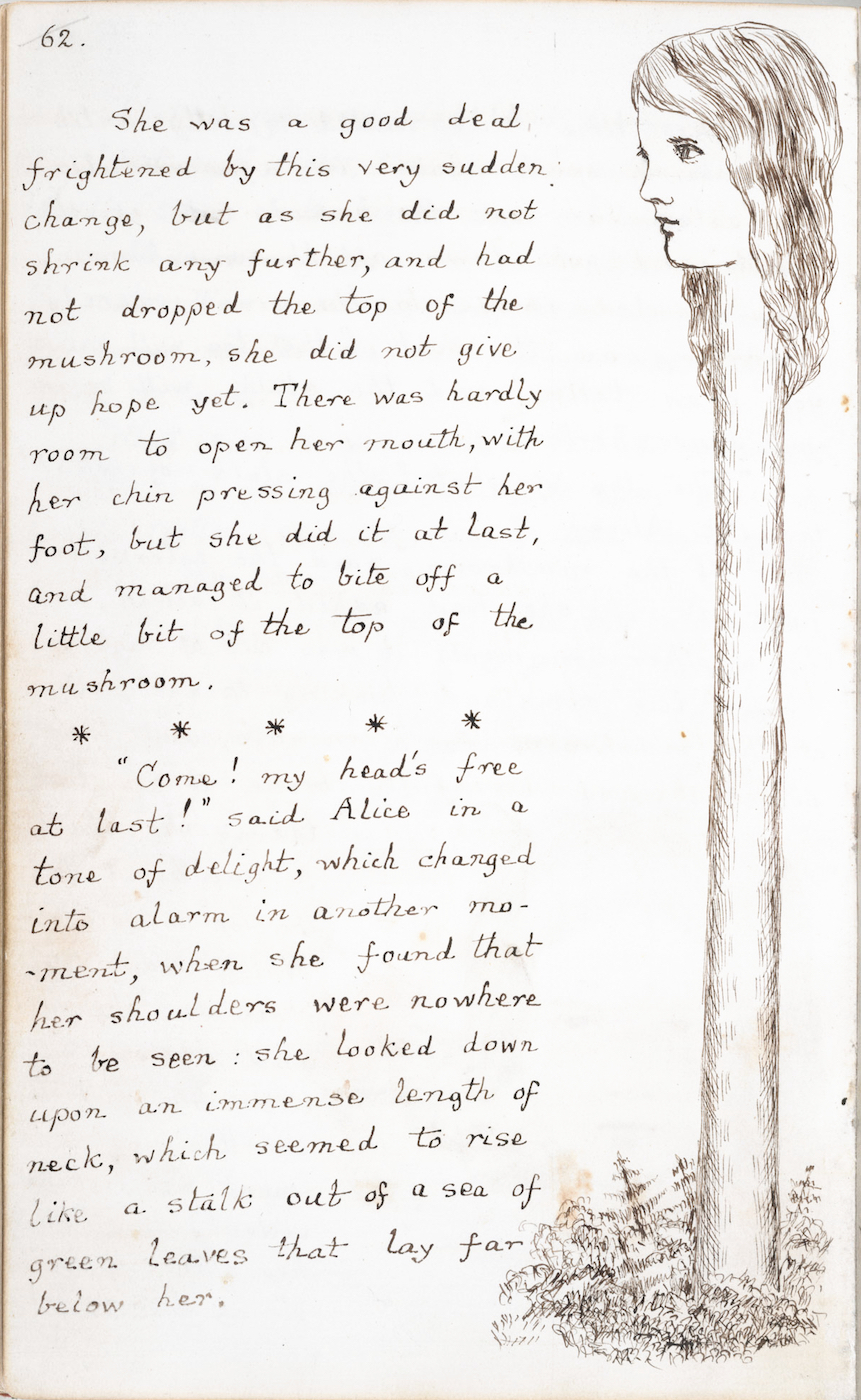 62.
She was a good deal
frightened by this very sudden
change, but as she did not
shrink any further, and had
not dropped the top of the
mushroom, she did not give
up hope yet. There was hardly
room to open her mouth, with
her chin pressing against her
foot, but she did it at last,
and managed to bite off a
little bit of the top of the
mushroom.
* * * * *
"Come! my head's free
at last!" said Alice in a
tone of delight, which changed
into alarm in another mo-
-ment, when she found that
her shoulders were nowhere
to be seen: she looked down
upon an immense length of
neck, which seemed to rise
like a stalk out of a sea of
green leaves that lay far
below her.